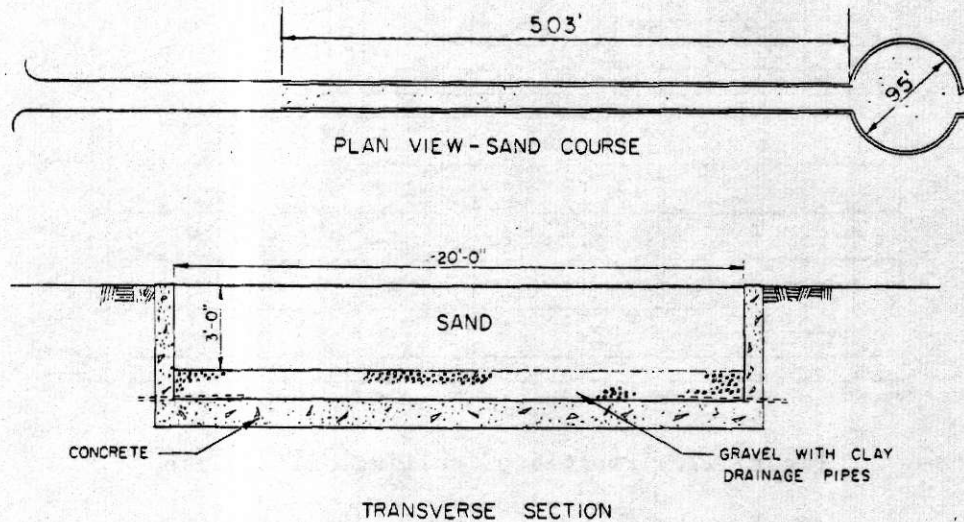 503'
95'
PLAN VIEW-SAND COURSE
20'-0"
SAND
3'-0"
CONCRETE
GRAVEL WITH CLAY
DRAINAGE PIPES
TRANSVERSE SECTION